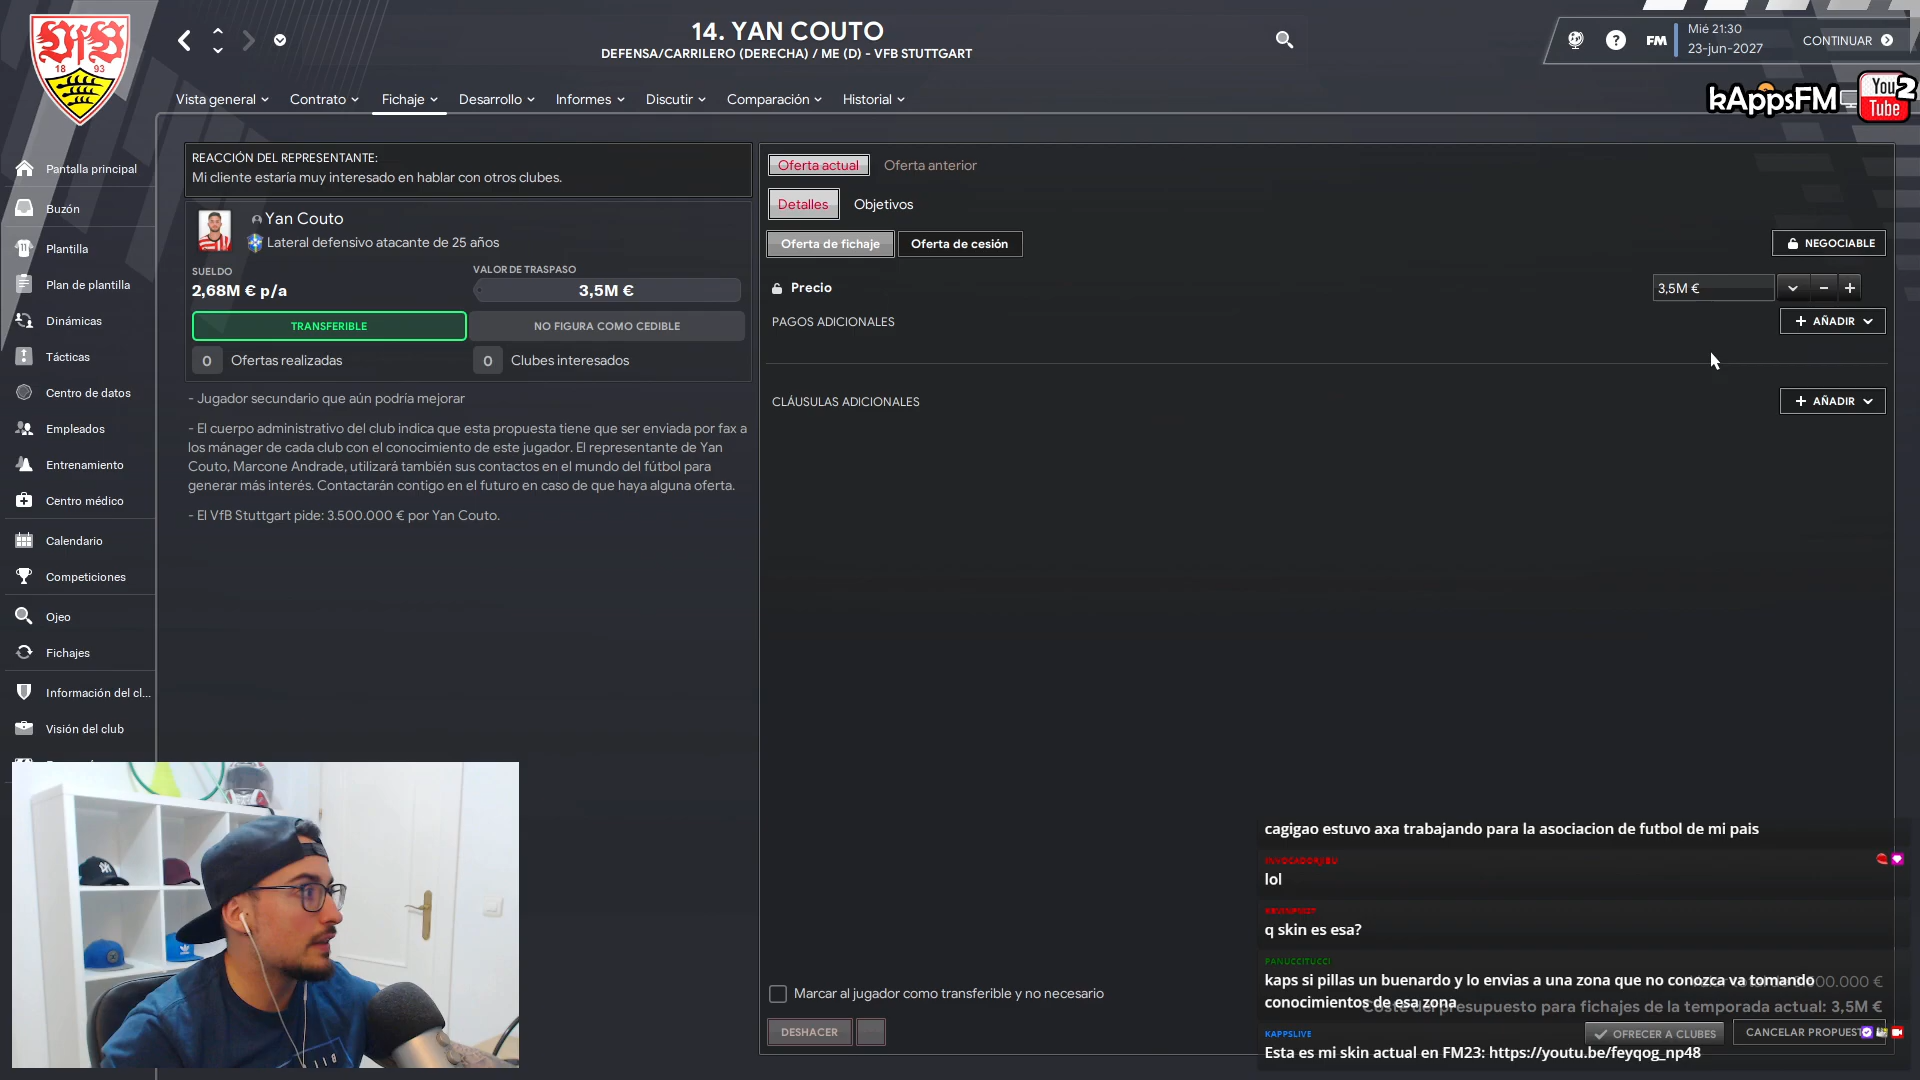 14. YAN COUTO
DEFENSA/CARRILERO (DERECHA) / ME (D) - VFB STUTTGART
FM
Mié 21:30
23-jun-2027
CONTINUAR
VfB
18 93
Vista general
Contrato
Fichaje
Desarrollo
Informes
Discutir
Comparación
Historial
kAppsFM
You2
Tube
Pantalla principal
Buzón
Plantilla
Plan de plantilla
Dinámicas
Tácticas
Centro de datos
Empleados
Entrenamiento
Centro médico
Calendario
Competiciones
Ojeo
Fichajes
Información del cl...
Visión del club
REACCIÓN DEL REPRESENTANTE:
Mi cliente estaría muy interesado en hablar con otros clubes.
Yan Couto
Lateral defensivo atacante de 25 años
SUELDO
2,68M € p/a
VALOR DE TRASPASO
3,5M €
TRANSFERIBLE
NO FIGURA COMO CEDIBLE
0 Ofertas realizadas
0 Clubes interesados
- Jugador secundario que aún podría mejorar
- El cuerpo administrativo del club indica que esta propuesta tiene que ser enviada por fax a
los mánager de cada club con el conocimiento de este jugador. El representante de Yan
Couto, Marcone Andrade, utilizará también sus contactos en el mundo del fútbol para
generar más interés. Contactarán contigo en el futuro en caso de que haya alguna oferta.
- El VfB Stuttgart pide: 3.500.000 € por Yan Couto.
Oferta actual
Oferta anterior
Detalles
Objetivos
Oferta de fichaje
Oferta de cesión
NEGOCIABLE
Precio
3,5M €
PAGOS ADICIONALES
+ AÑADIR
CLÁUSULAS ADICIONALES
+ AÑADIR
cagigao estuvo axa trabajando para la asociacion de futbol de mi pais
lol
q skin es esa?
PANUCCITUCCI
kaps si pillas un buenardo y lo envias a una zona que no conozca va tomando
conocimientos de esa zona
Coste del presupuesto para fichajes de la temporada actual: 3,5M €
KAPPSLIVE
Esta es mi skin actual en FM23: https://youtu.be/feyqog_np48
Marcar al jugador como transferible y no necesario
DESHACER
OFRECER A CLUBES
CANCELAR PROPUEST